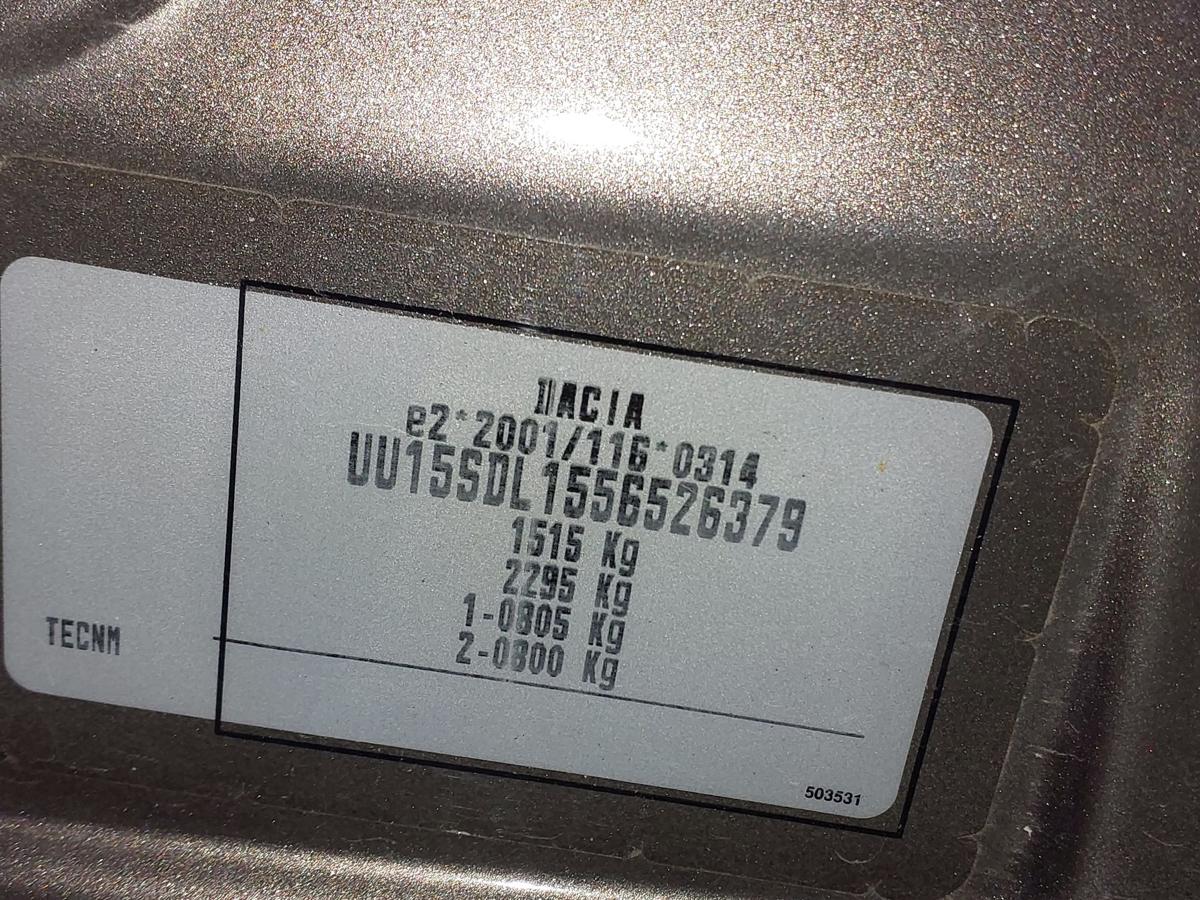 DACIA
e2*2001/116*0314
UU15SDL1556526379
1515 Kg
2295 Kg
1-0805 Kg
2-0800 Kg
TECNM
503531